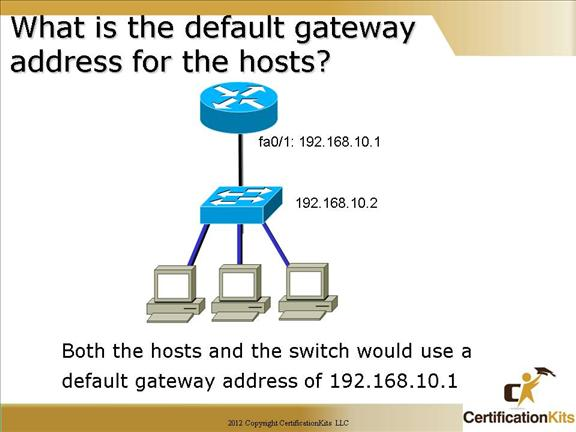 What is the default gateway
address for the hosts?
fa0/1: 192.168.10.1
192.168.10.2
Both the hosts and the switch would use a
default gateway address of 192.168.10.1
2012 Copyright CertificationKits LLC
CertificationKits